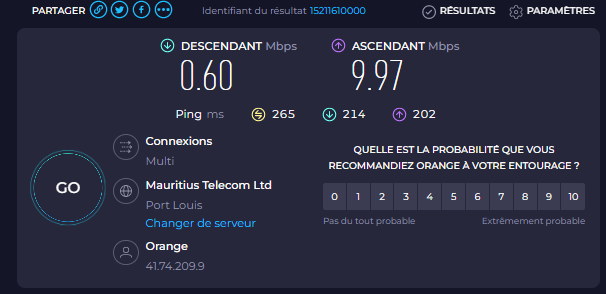 PARTAGER
Identifiant du résultat 15211610000
RÉSULTATS
PARAMÈTRES
DESCENDANT Mbps
0.60
ASCENDANT Mbps
9.97
Ping ms 265 214 202
GO
Connexions
Multi
Mauritius Telecom Ltd
Port Louis
Changer de serveur
Orange
41.74.209.9
QUELLE EST LA PROBABILITÉ QUE VOUS
RECOMMANDIEZ ORANGE À VOTRE ENTOURAGE ?
0 1 2 3 4 5 6 7 8 9 10
Pas du tout probable
Extrêmement probable